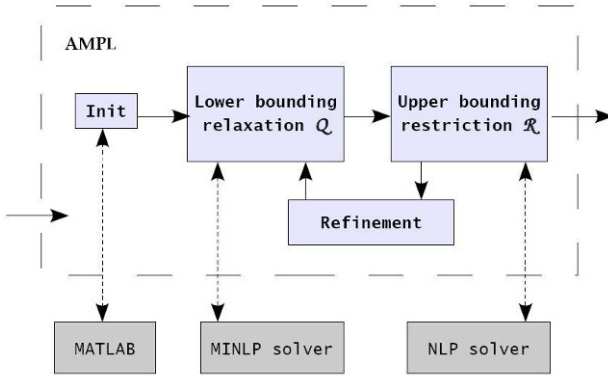 AMPL
Init
Lower bounding
relaxation Q
Upper bounding
restriction R
Refinement
MATLAB
MINLP solver
NLP solver